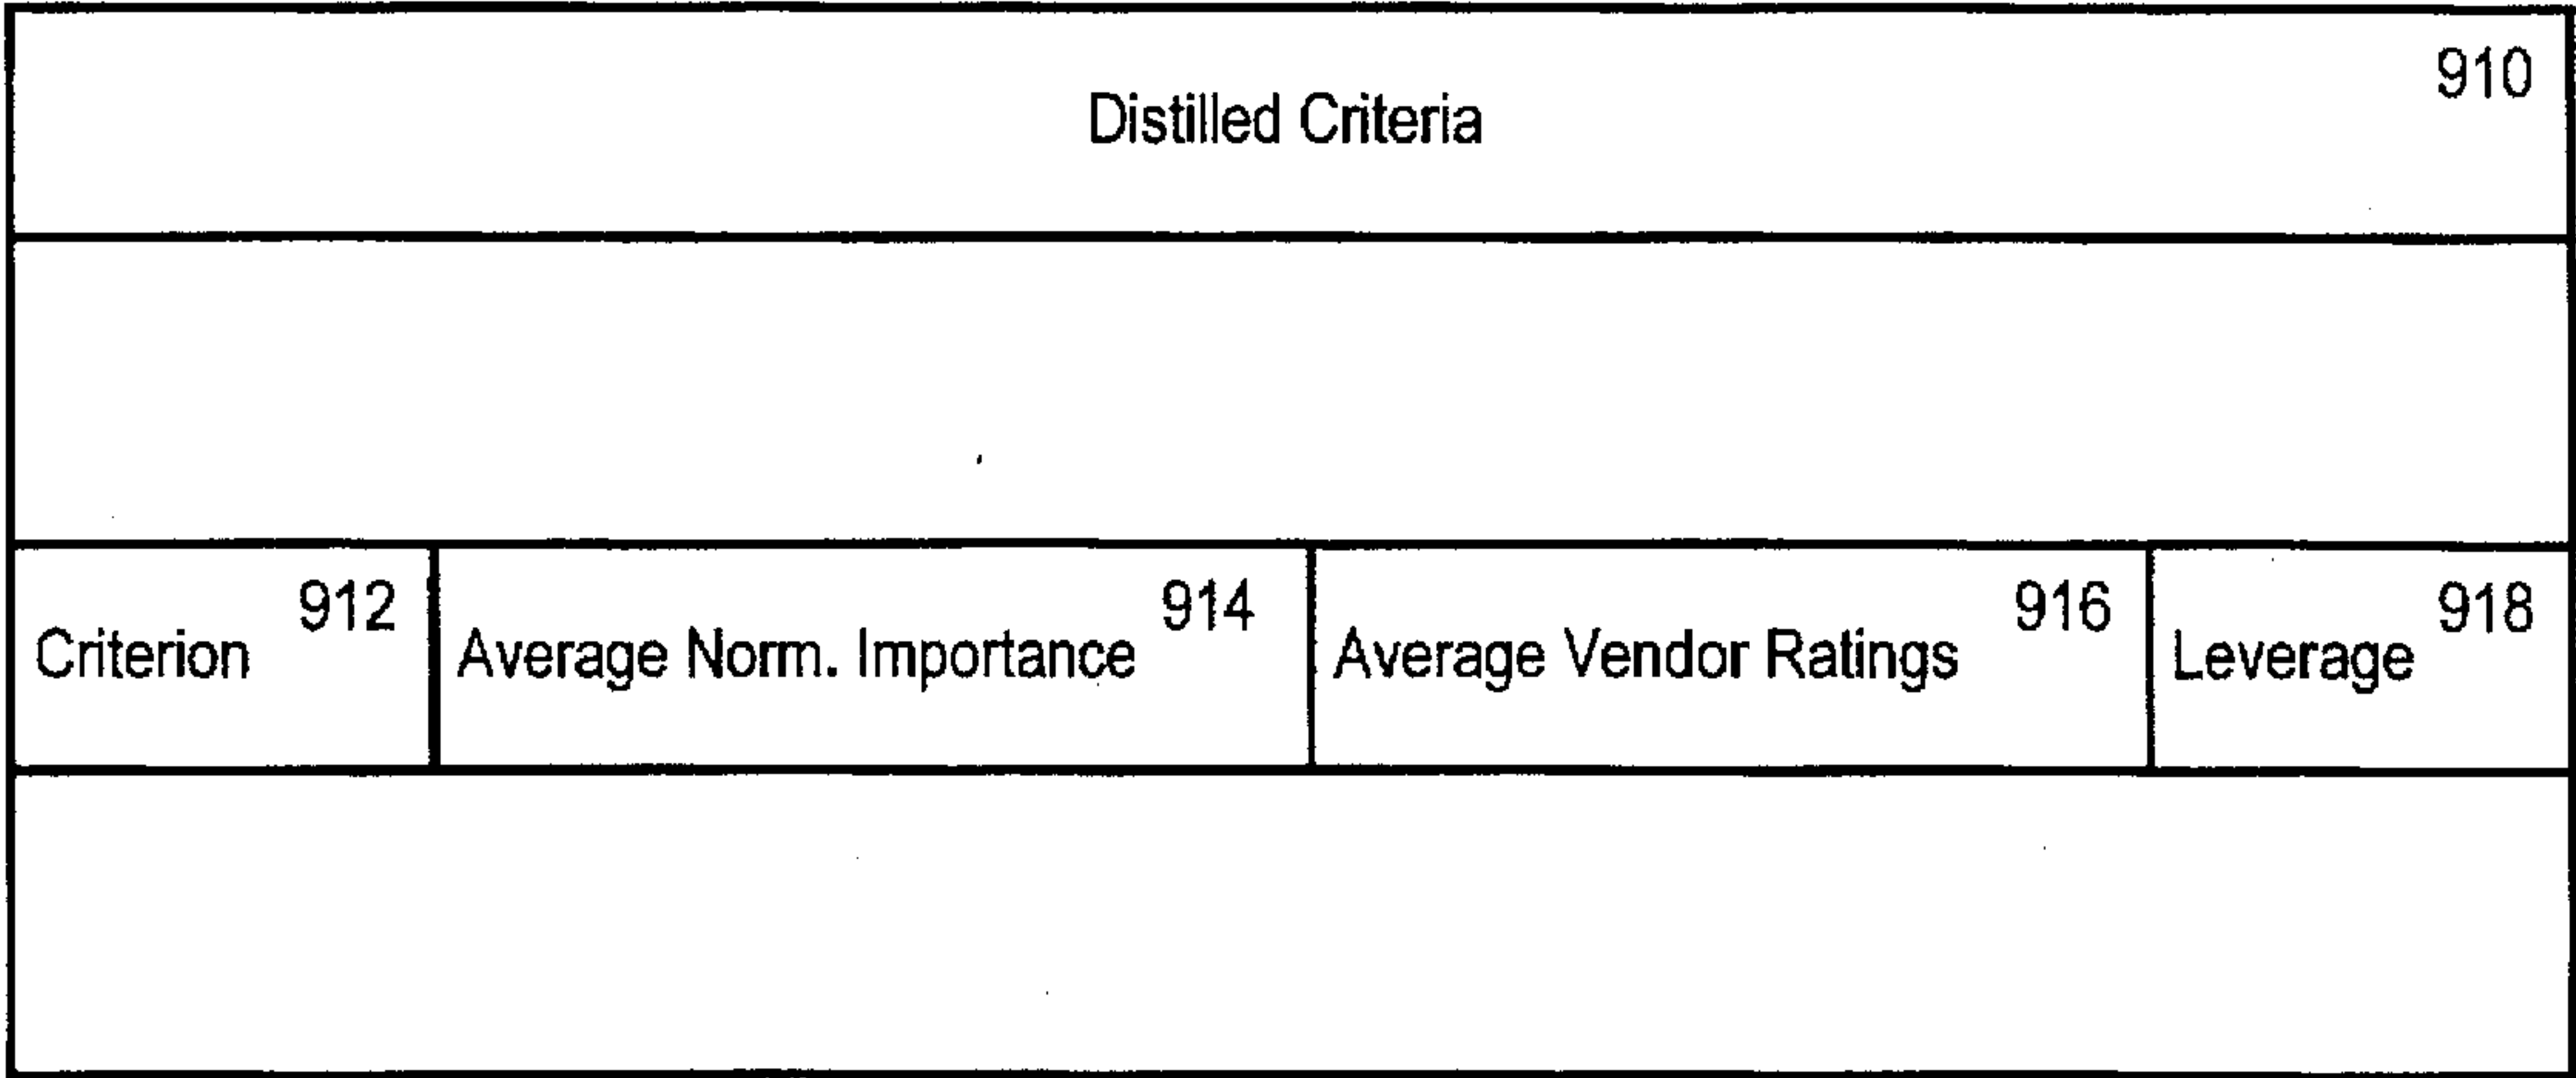 910
Distilled Criteria
912 914 916 918
Criterion Average Norm. Importance Average Vendor Ratings Leverage